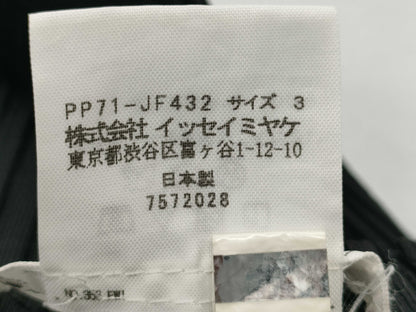 PP71-JF432 サイズ 3
株式会社 イッセイミヤケ
東京都渋谷区富ヶ谷1-12-10
日本製
7572028